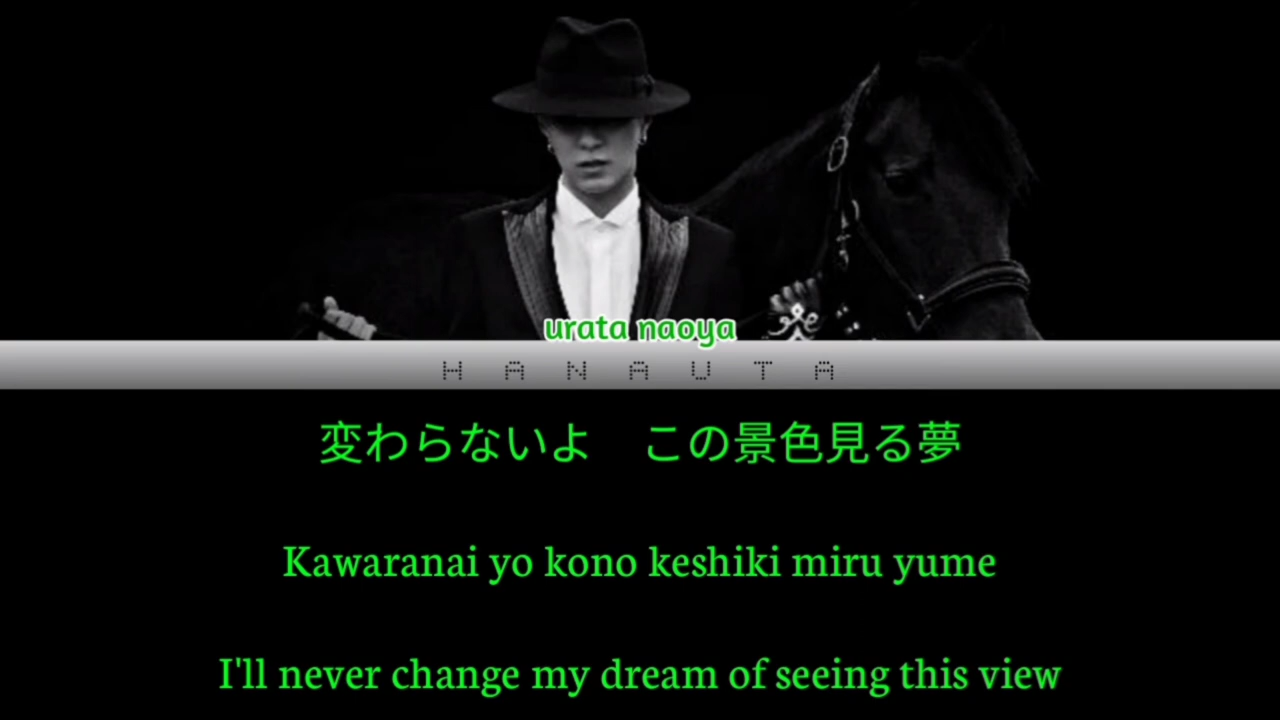 urata naoya
HANAUTA
変わらないよ　この景色見る夢
Kawaranai yo kono keshiki miru yume
I'll never change my dream of seeing this view